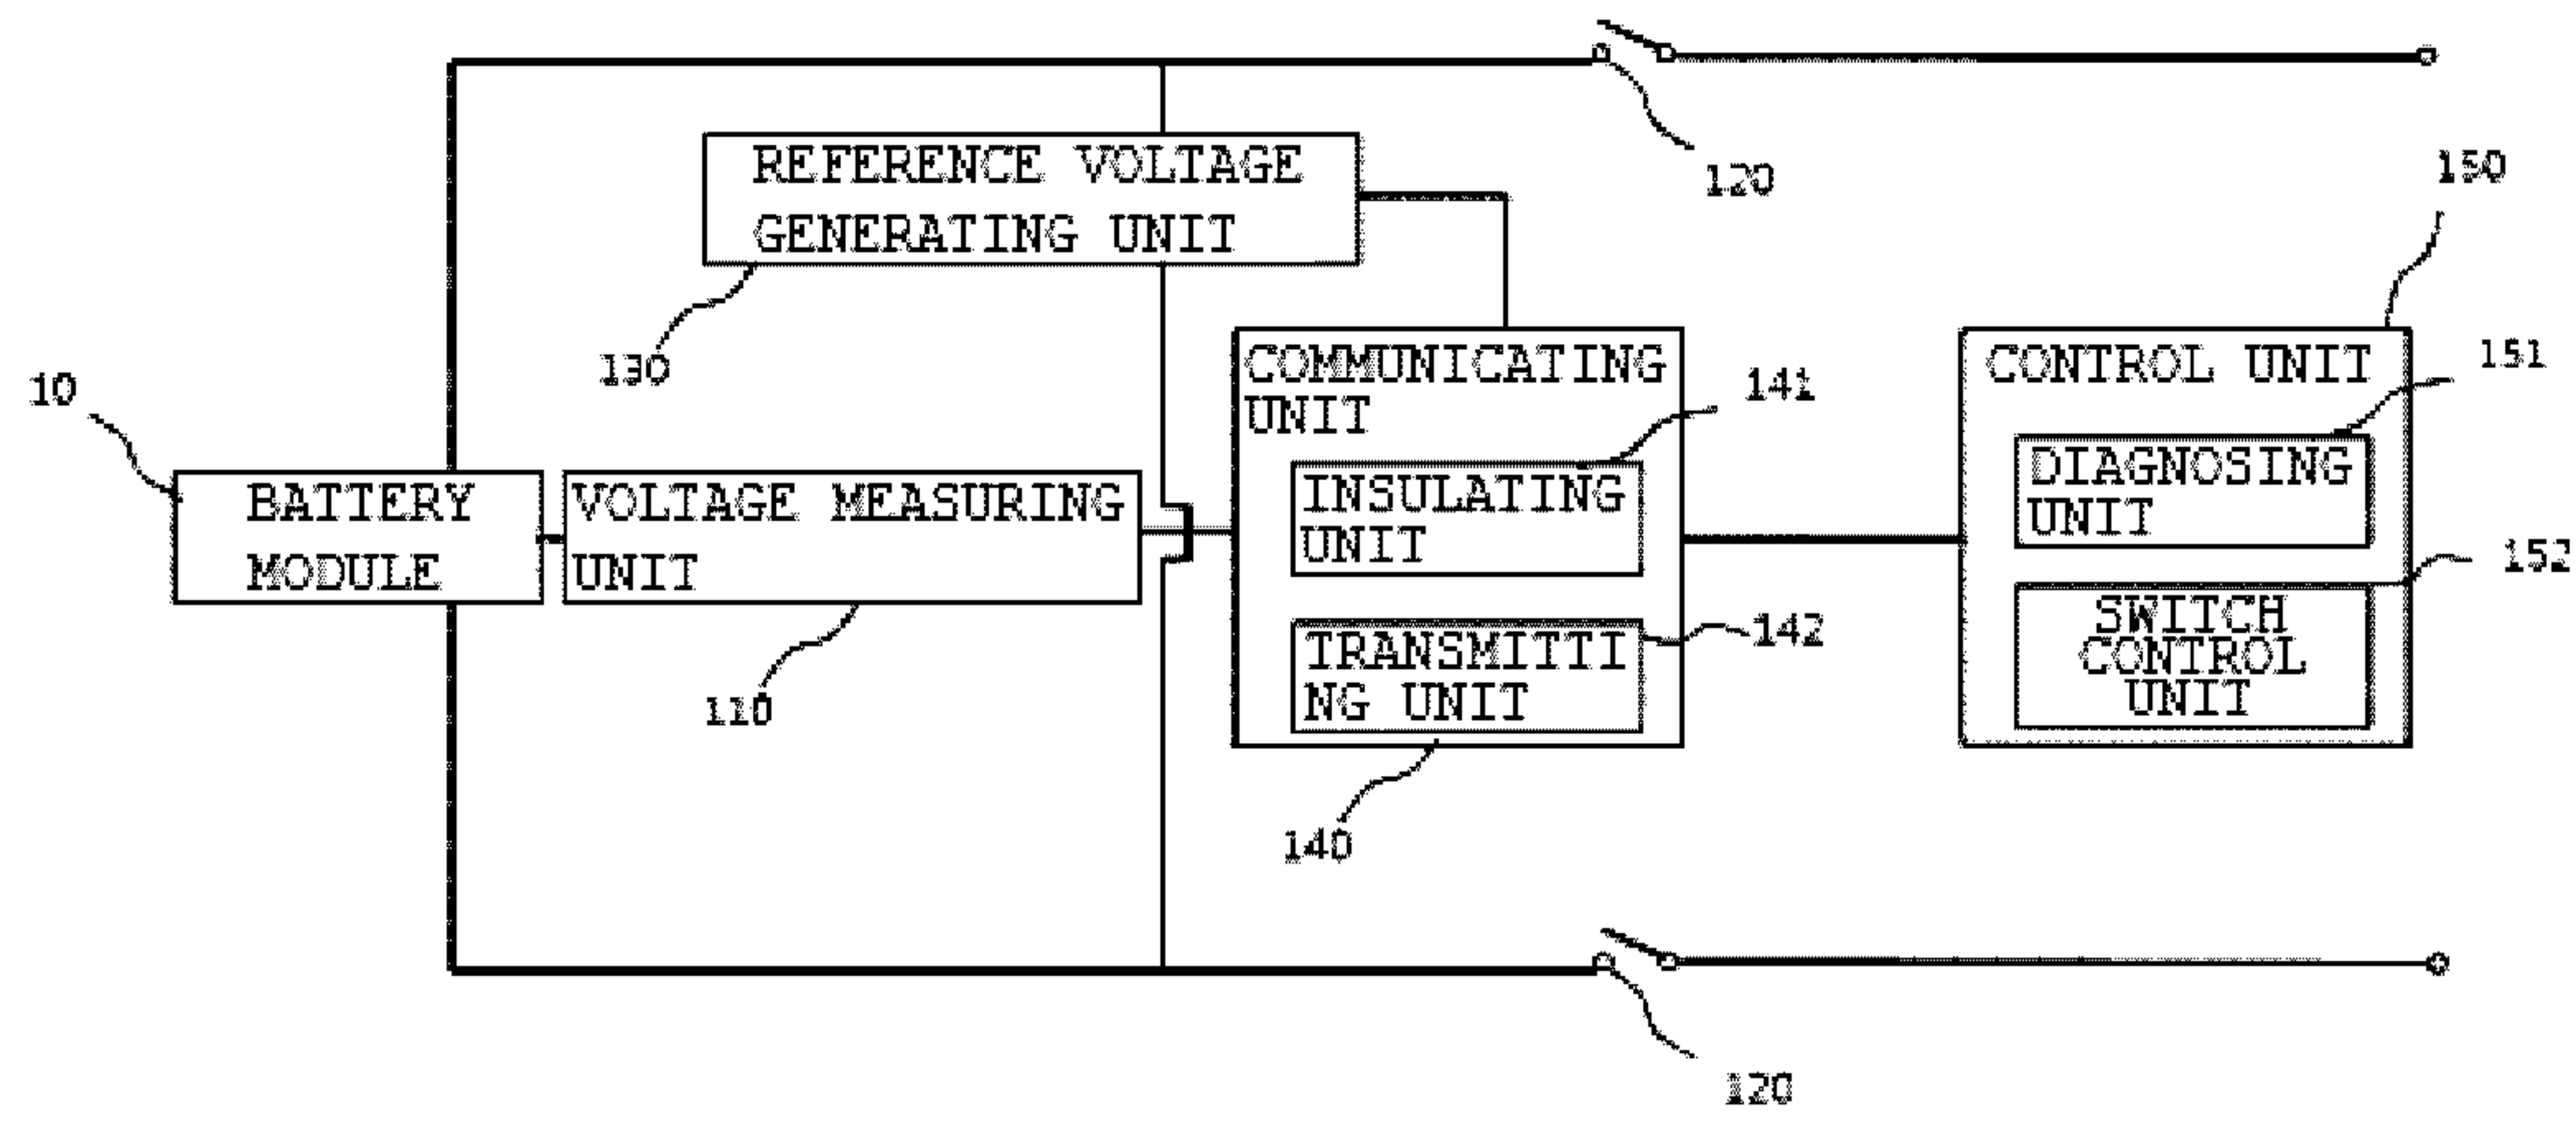 120
REFERENCE VOLTAGE
GENERATING UNIT
150
130
COMMUNICATING
UNIT
CONTROL UNIT
151
10
141
BATTERY
MODULE
VOLTAGE MEASURING
UNIT
INSULATING
UNIT
DIAGNOSING
UNIT
152
TRANSMITTI
NG UNIT
142
SWITCH
CONTROL
UNIT
110
140
120